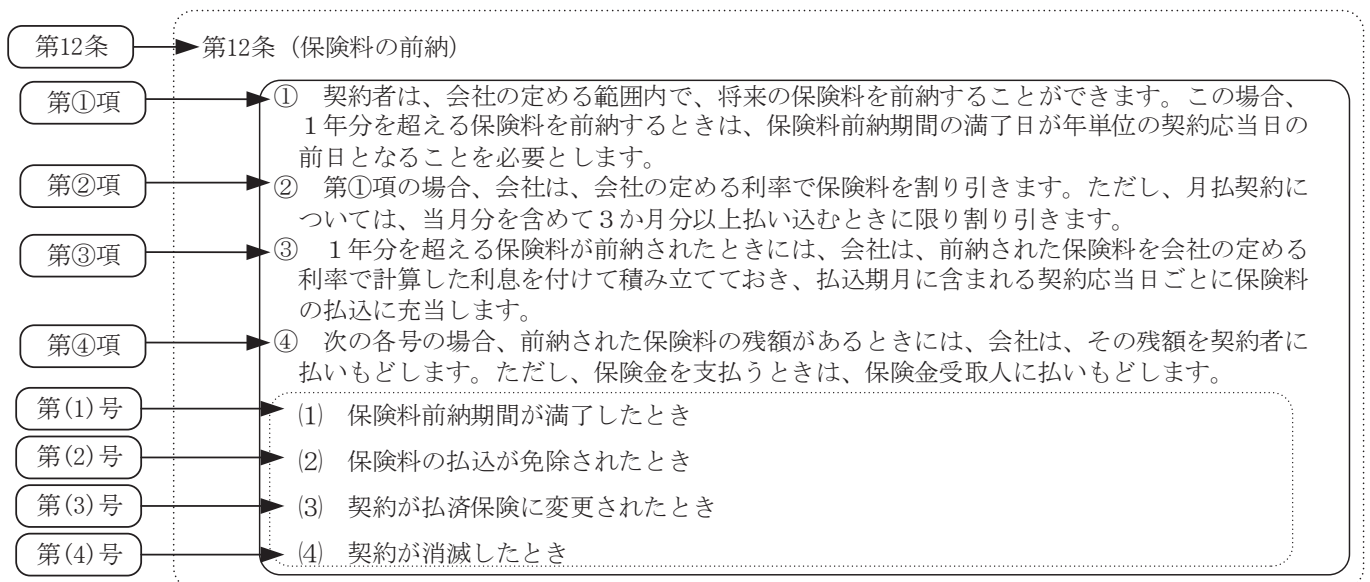 第12条
第12条（保険料の前納）
第①項
①　契約者は、会社の定める範囲内で、将来の保険料を前納することができます。この場合、
１年分を超える保険料を前納するときは、保険料前納期間の満了日が年単位の契約応当日の
前日となることを必要とします。
第②項
②　第①項の場合、会社は、会社の定める利率で保険料を割り引きます。ただし、月払契約に
ついては、当月分を含めて３か月分以上払い込むときに限り割り引きます。
第③項
③　１年分を超える保険料が前納されたときには、会社は、前納された保険料を会社の定める
利率で計算した利息を付けて積み立てておき、払込期月に含まれる契約応当日ごとに保険料
の払込に充当します。
第④項
④　次の各号の場合、前納された保険料の残額があるときには、会社は、その残額を契約者に
払いもどします。ただし、保険金を支払うときは、保険金受取人に払いもどします。
第(1)号
⑴　保険料前納期間が満了したとき
第(2)号
⑵　保険料の払込が免除されたとき
第(3)号
⑶　契約が払済保険に変更されたとき
第(4)号
⑷　契約が消滅したとき